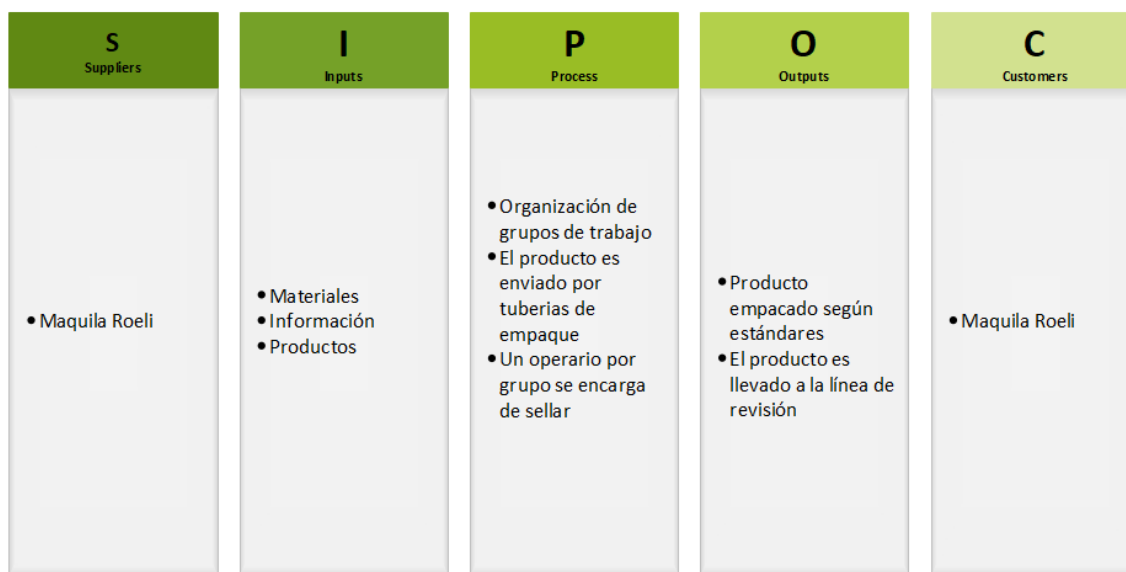 S
Suppliers
• Maquila Roeli
I
Inputs
• Materiales
• Información
• Productos
P
Process
• Organización de
grupos de trabajo
• El producto es
enviado por
tuberias de
empaque
• Un operario por
grupo se encarga
de sellar
O
Outputs
• Producto
empacado según
estándares
• El producto es
llevado a la línea de
revisión
C
Customers
• Maquila Roeli